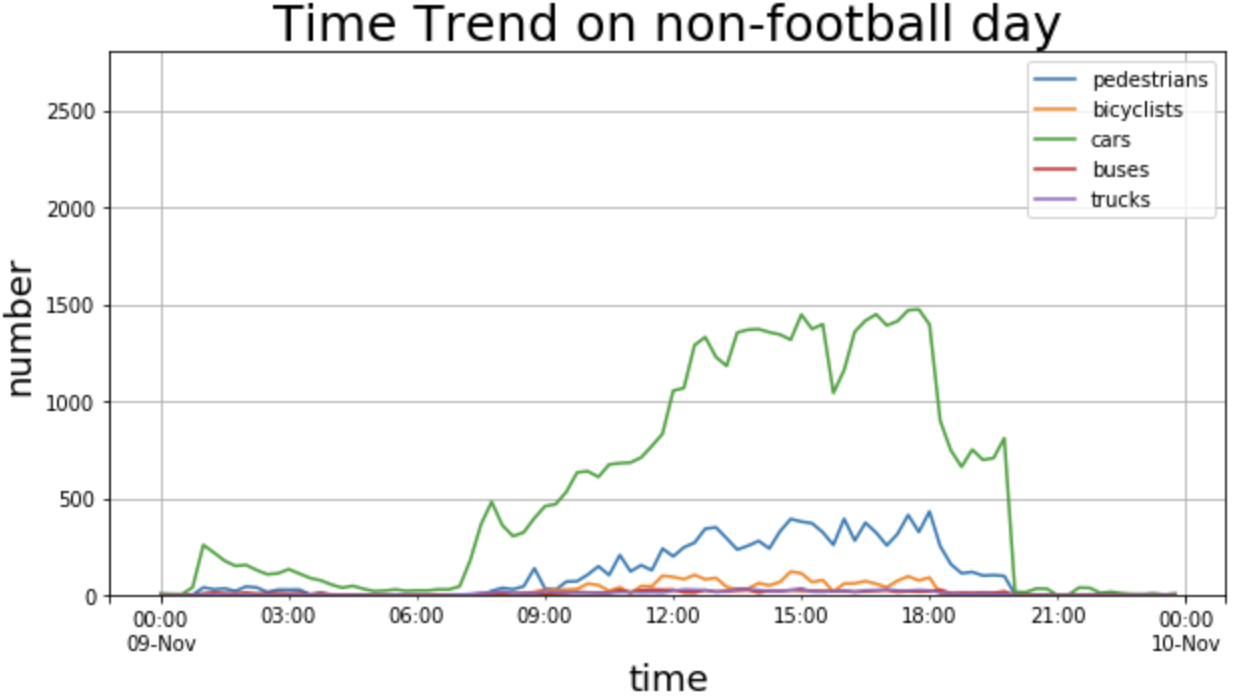 Time Trend on non-football day
pedestrians
bicyclists
cars
buses
trucks
number
2500
2000
1500
1000
500
0
00:00 03:00 06:00 09:00 12:00 15:00 18:00 21:00 00:00
09-Nov 10-Nov
time